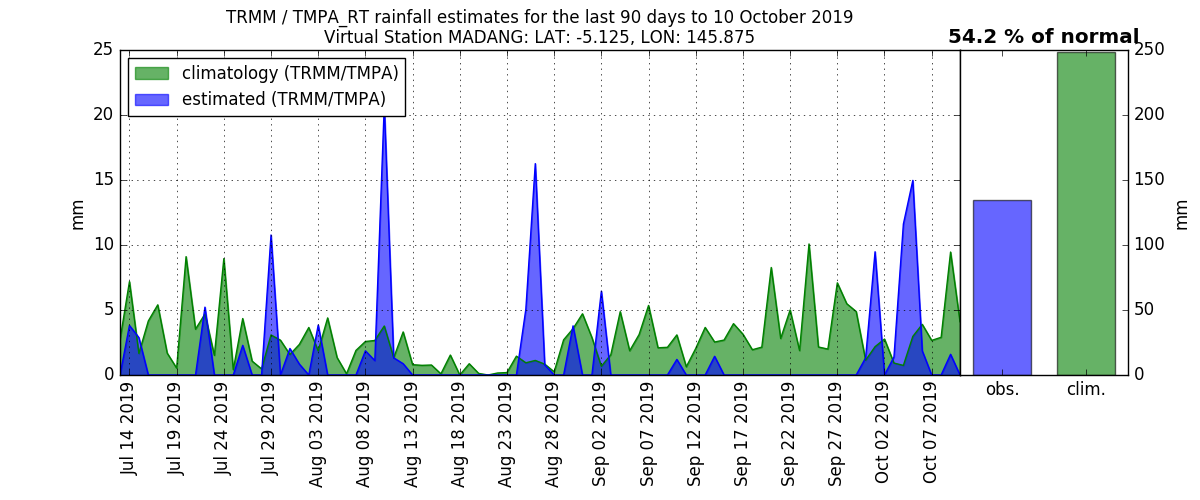 TRMM / TMPA_RT rainfall estimates for the last 90 days to 10 October 2019
Virtual Station MADANG: LAT: -5.125, LON: 145.875
54.2 % of normal
climatology (TRMM/TMPA)
estimated (TRMM/TMPA)
25
20
15
10
5
0
mm
250
200
150
100
50
0
mm
Jul 14 2019
Jul 19 2019
Jul 24 2019
Jul 29 2019
Aug 03 2019
Aug 08 2019
Aug 13 2019
Aug 18 2019
Aug 23 2019
Aug 28 2019
Sep 02 2019
Sep 07 2019
Sep 12 2019
Sep 17 2019
Sep 22 2019
Sep 27 2019
Oct 02 2019
Oct 07 2019
obs.
clim.